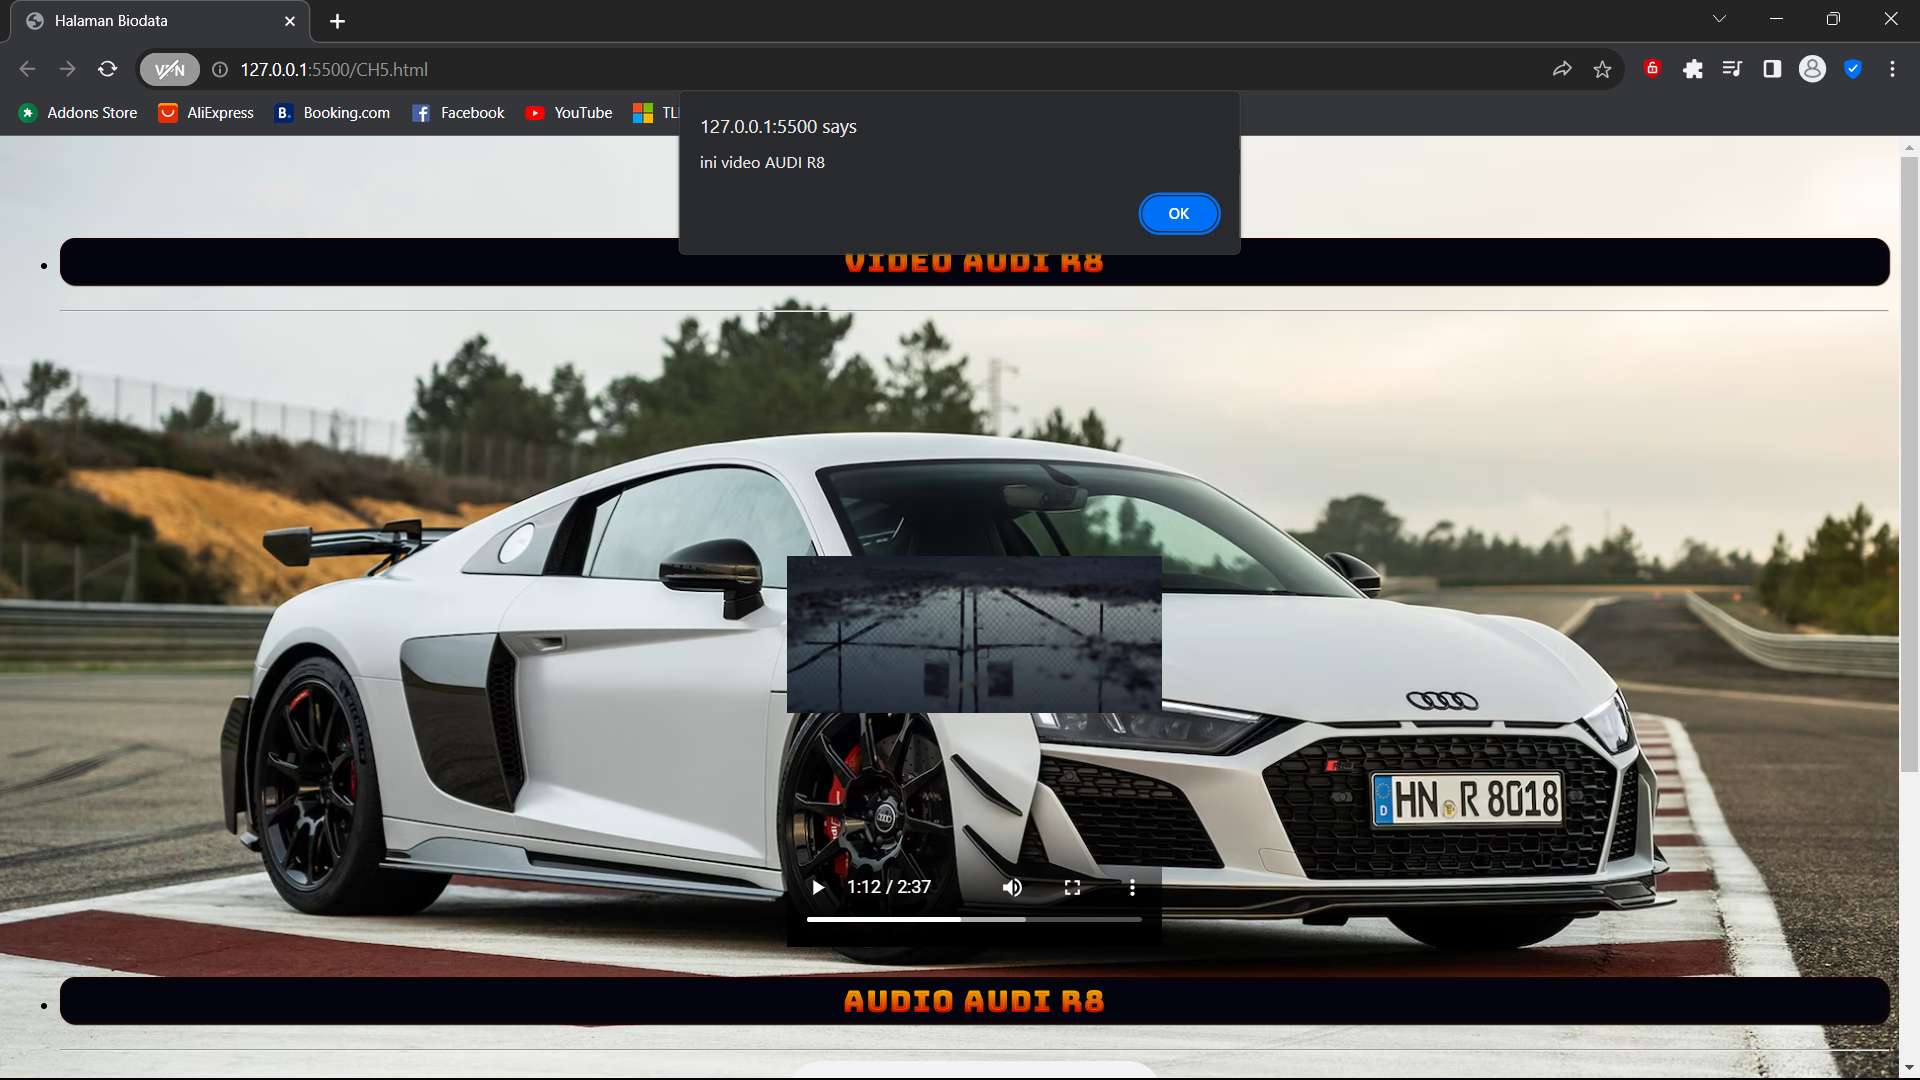 Halaman Biodata
VPN
127.0.0.1:5500/CH5.html
Addons Store
AliExpress
B.
Booking.com
Facebook
YouTube
127.0.0.1:5500 says
ini video AUDI R8
OK
VIDEO AUDI R8
D HN R 8018
1:12 / 2:37
AUDIO AUDI R8